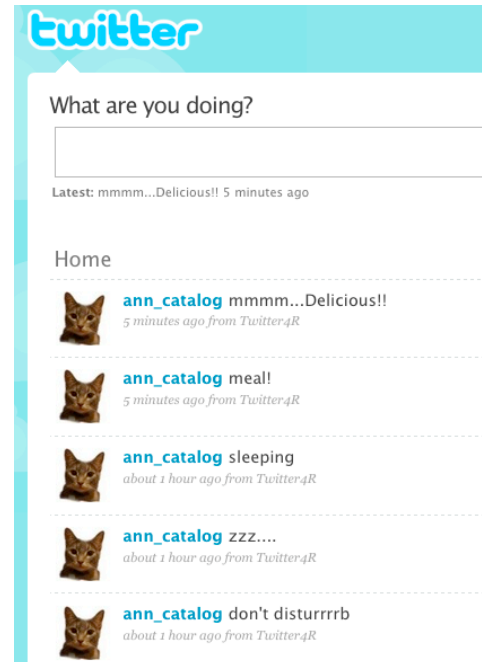 twitter
What are you doing?
Latest: mmmm...Delicious!! 5 minutes ago
Home
ann_catalog mmmm...Delicious!!
5 minutes ago from Twitter4R
ann_catalog meal!
5 minutes ago from Twitter4R
ann_catalog sleeping
about 1 hour ago from Twitter4R
ann_catalog zzz....
about 1 hour ago from Twitter4R
ann_catalog don't disturrrrb
about 1 hour ago from Twitter4R